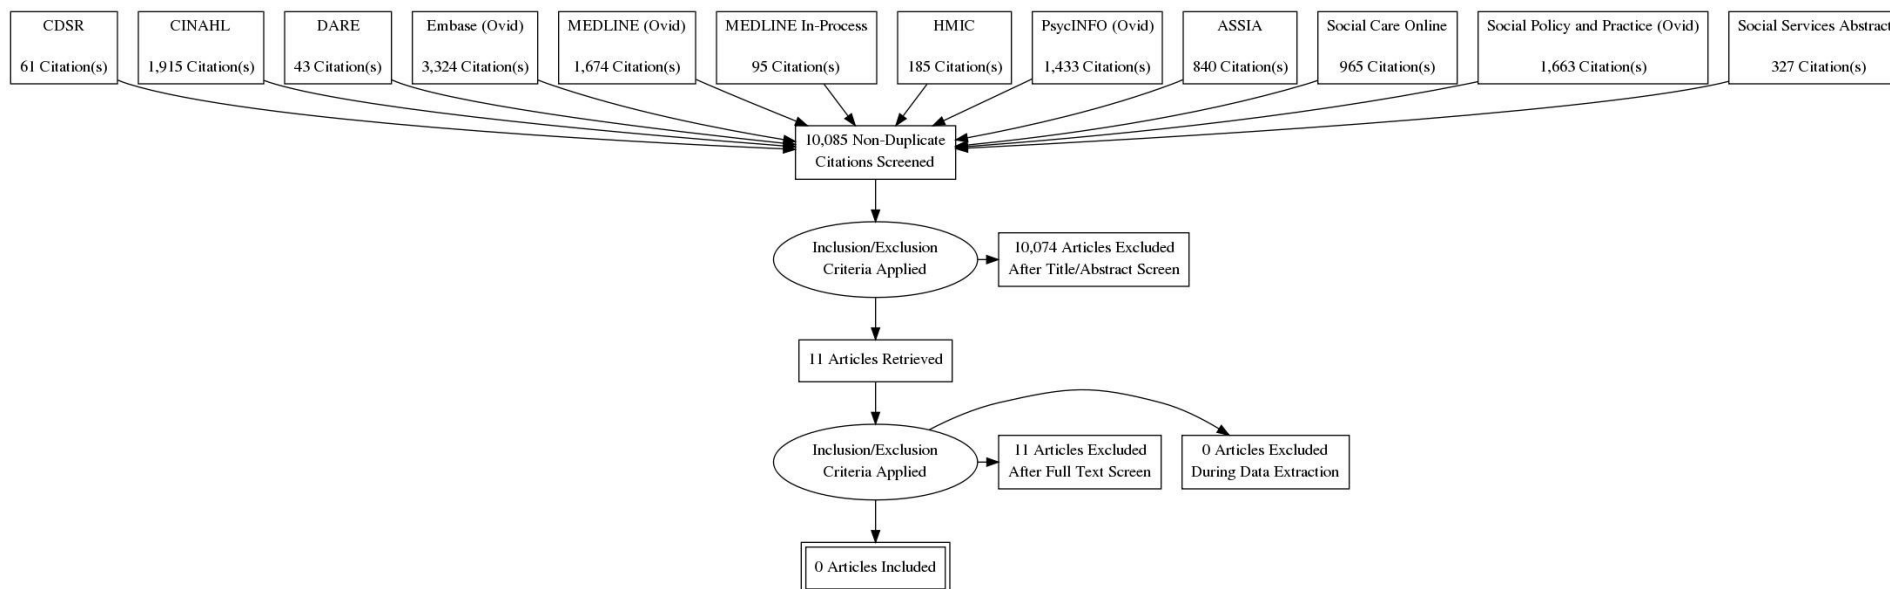 CDSR
61 Citation(s)
CINAHL
1,915 Citation(s)
DARE
43 Citation(s)
Embase (Ovid)
3,324 Citation(s)
MEDLINE (Ovid)
1,674 Citation(s)
MEDLINE In-Process
95 Citation(s)
HMIC
185 Citation(s)
PsycINFO (Ovid)
1,433 Citation(s)
ASSIA
840 Citation(s)
Social Care Online
965 Citation(s)
Social Policy and Practice (Ovid)
1,663 Citation(s)
Social Services Abstract
327 Citation(s)
10,085 Non-Duplicate
Citations Screened
Inclusion/Exclusion
Criteria Applied
10,074 Articles Excluded
After Title/Abstract Screen
11 Articles Retrieved
Inclusion/Exclusion
Criteria Applied
11 Articles Excluded
After Full Text Screen
0 Articles Excluded
During Data Extraction
0 Articles Included